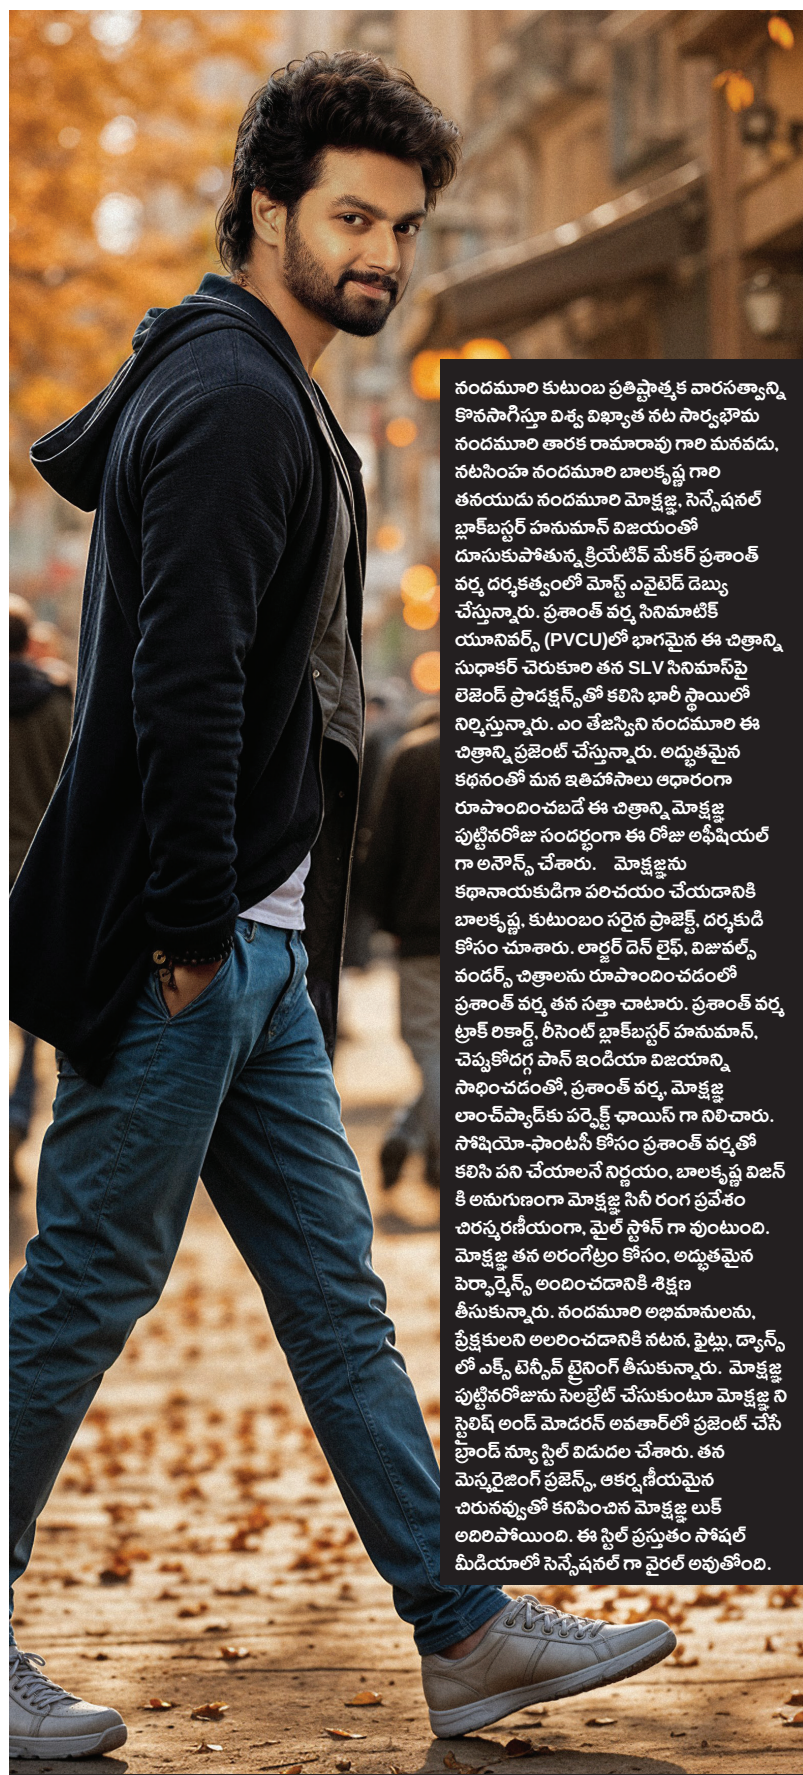 నందమూరి కుటుంబ ప్రతిష్టాత్మక వారసత్వాన్ని
కొనసాగిస్తూ విశ్వ విఖ్యాత నట సార్వభౌమ
నందమూరి తారక రామారావు గారి మనవడు,
నటసింహ నందమూరి బాలకృష్ణ గారి
తనయుడు నందమూరి మోక్షజ్ఞ, సెన్సేషనల్
బ్లాక్‌బస్టర్ హనుమాన్ విజయంతో
దూసుకుపోతున్న క్రియేటివ్ మేకర్ ప్రశాంత్
వర్మ దర్శకత్వంలో మోస్ట్ ఎవైటెడ్ డెబ్యు
చేస్తున్నారు. ప్రశాంత్ వర్మ సినిమాటిక్
యూనివర్స్ (PVCU)లో భాగమైన ఈ చిత్రాన్ని
సుధాకర్ చెరుకూరి తన SLV సినిమాస్‌పై
లెజెండ్ ప్రొడక్షన్స్‌తో కలిసి భారీ స్థాయిలో
నిర్మిస్తున్నారు. ఎం తేజస్విని నందమూరి ఈ
చిత్రాన్ని ప్రజెంట్ చేస్తున్నారు. అద్భుతమైన
కథనంతో మన ఇతిహాసాలు ఆధారంగా
రూపొందించబడే ఈ చిత్రాన్ని మోక్షజ్ఞ
పుట్టినరోజు సందర్భంగా ఈ రోజు అఫీషియల్
గా అనౌన్స్ చేశారు. మోక్షజ్ఞను
కథానాయకుడిగా పరిచయం చేయడానికి
బాలకృష్ణ, కుటుంబం సరైన ప్రాజెక్ట్, దర్శకుడి
కోసం చూశారు. లార్జర్ దెన్ లైఫ్, విజువల్స్
వండర్స్ చిత్రాలను రూపొందించడంలో
ప్రశాంత్ వర్మ తన సత్తా చాటారు. ప్రశాంత్ వర్మ
ట్రాక్ రికార్డ్, రీసెంట్ బ్లాక్‌బస్టర్ హనుమాన్,
చెప్పుకోదగ్గ పాన్ ఇండియా విజయాన్ని
సాధించడంతో, ప్రశాంత్ వర్మ, మోక్షజ్ఞ
లాంచ్‌ప్యాడ్‌కు పర్ఫెక్ట్ ఛాయిస్ గా నిలిచారు.
సోషియో-ఫాంటసీ కోసం ప్రశాంత్ వర్మతో
కలిసి పని చేయాలనే నిర్ణయం, బాలకృష్ణ విజన్
కి అనుగుణంగా మోక్షజ్ఞ సినీ రంగ ప్రవేశం
చిరస్మరణీయంగా, మైల్ స్టోన్ గా వుంటుంది.
మోక్షజ్ఞ తన అరంగేట్రం కోసం, అద్భుతమైన
పెర్ఫార్మెన్స్ అందించడానికి శిక్షణ
తీసుకున్నారు. నందమూరి అభిమానులను,
ప్రేక్షకులని అలరించడానికి నటన, ఫైట్లు, డ్యాన్స్
లో ఎక్స్ టెన్సీవ్ ట్రైనింగ్ తీసుకున్నారు. మోక్షజ్ఞ
పుట్టినరోజును సెలబ్రేట్ చేసుకుంటూ మోక్షజ్ఞ ని
స్టైలిష్ అండ్ మోడరన్ అవతార్‌లో ప్రజెంట్ చేసే
బ్రాండ్ న్యూ స్టిల్ విడుదల చేశారు. తన
మెస్మరైజింగ్ ప్రజెన్స్, ఆకర్షణీయమైన
చిరునవ్వుతో కనిపించిన మోక్షజ్ఞ లుక్
అదిరిపోయింది. ఈ స్టిల్ ప్రస్తుతం సోషల్
మీడియాలో సెన్సేషనల్ గా వైరల్ అవుతోంది.